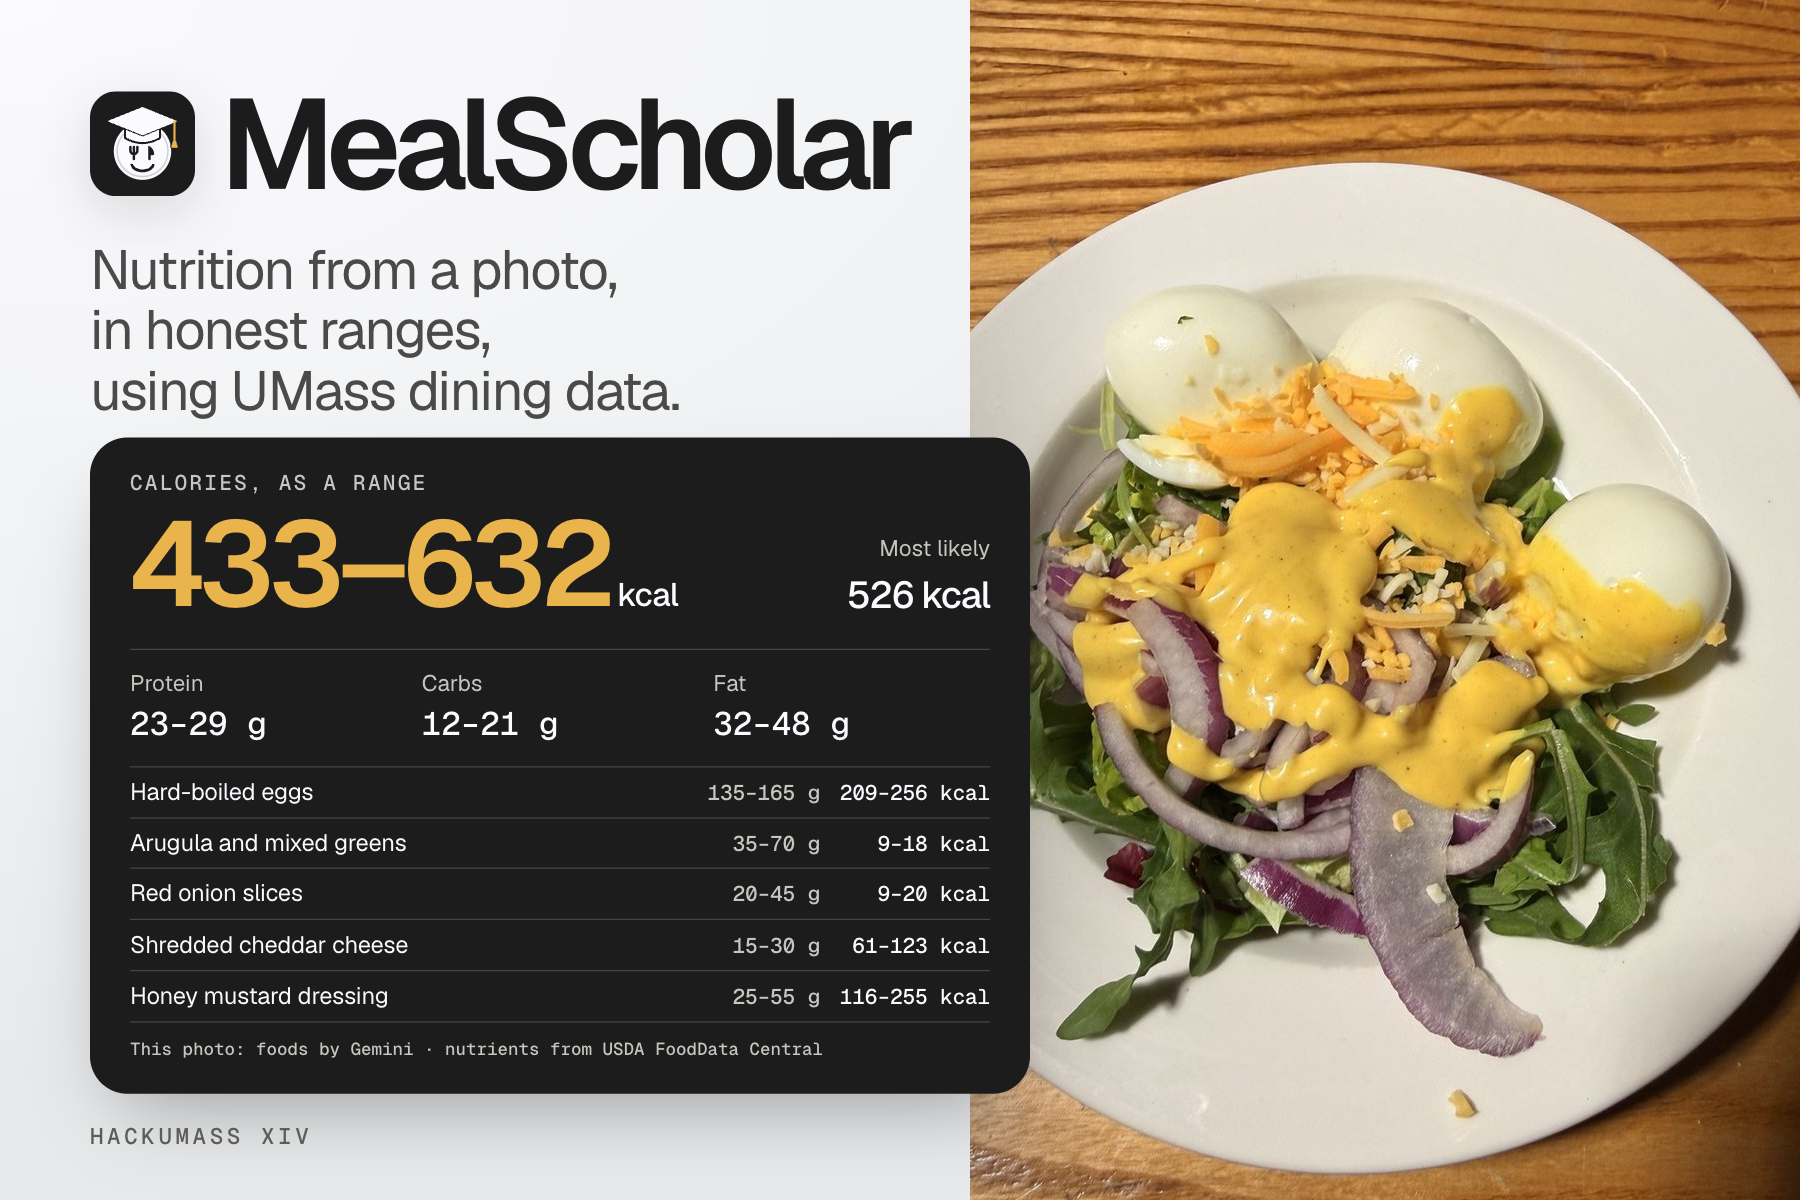 MealScholar
Nutrition from a photo,
in honest ranges,
using UMass dining data.
CALORIES, AS A RANGE
433–632 kcal
Most likely
526 kcal
Protein
23–29 g
Carbs
12–21 g
Fat
32–48 g
Hard-boiled eggs 135–165 g 209–256 kcal
Arugula and mixed greens 35–70 g 9–18 kcal
Red onion slices 20–45 g 9–20 kcal
Shredded cheddar cheese 15–30 g 61–123 kcal
Honey mustard dressing 25–55 g 116–255 kcal
This photo: foods by Gemini · nutrients from USDA FoodData Central
HACKUMASS XIV